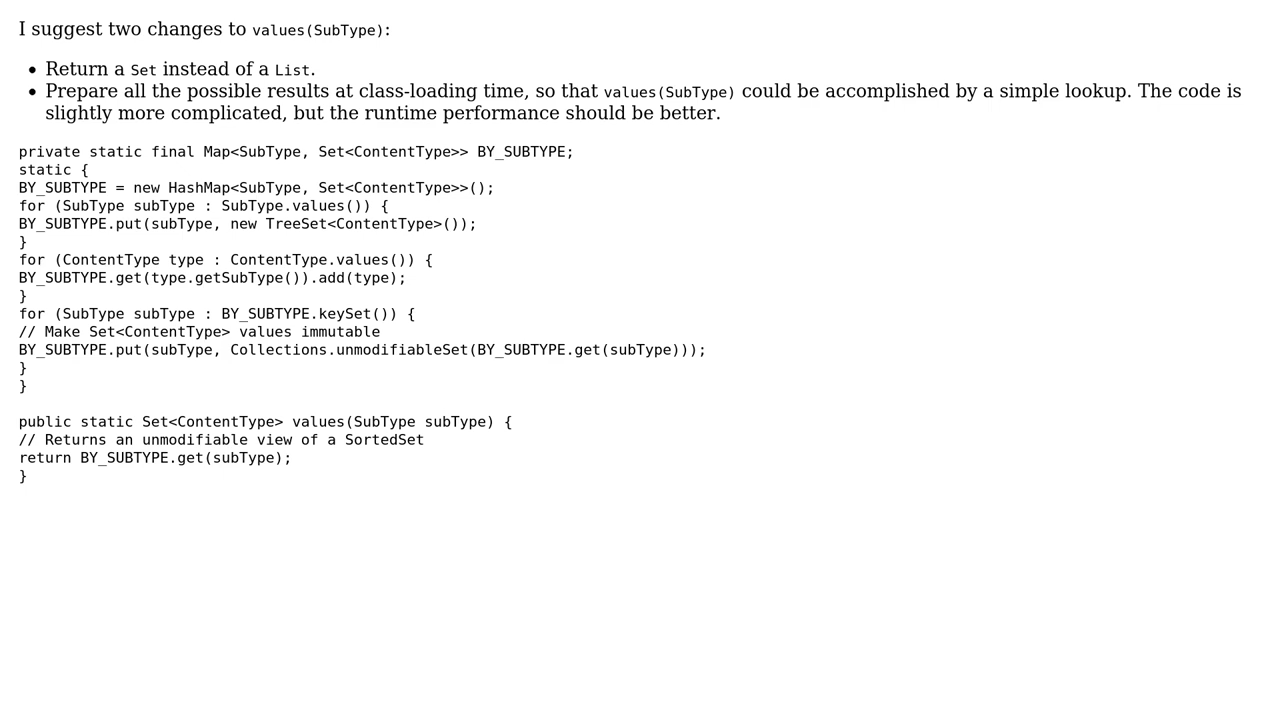 I suggest two changes to values(SubType):
• Return a Set instead of a List.
• Prepare all the possible results at class-loading time, so that values(SubType) could be accomplished by a simple lookup. The code is
slightly more complicated, but the runtime performance should be better.
private static final Map<SubType, Set<ContentType>> BY_SUBTYPE;
static {
BY_SUBTYPE = new HashMap<SubType, Set<ContentType>>();
for (SubType subType : SubType.values()) {
BY_SUBTYPE.put(subType, new TreeSet<ContentType>());
}
for (ContentType type : ContentType.values()) {
BY_SUBTYPE.get(type.getSubType()).add(type);
}
for (SubType subType : BY_SUBTYPE.keySet()) {
// Make Set<ContentType> values immutable
BY_SUBTYPE.put(subType, Collections.unmodifiableSet(BY_SUBTYPE.get(subType)));
}
}

public static Set<ContentType> values(SubType subType) {
// Returns an unmodifiable view of a SortedSet
return BY_SUBTYPE.get(subType);
}